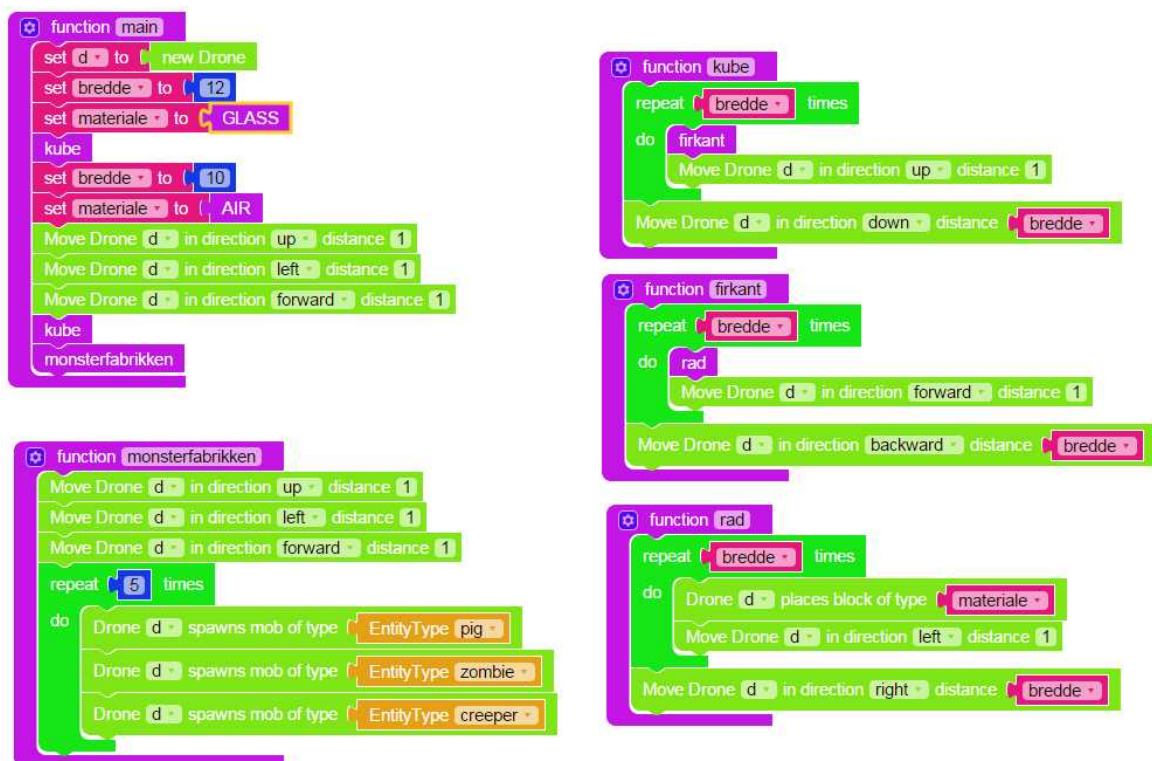 function main
set d to new Drone
set bredde to 12
set materiale to GLASS
kube
set bredde to 10
set materiale to AIR
Move Drone d in direction up distance 1
Move Drone d in direction left distance 1
Move Drone d in direction forward distance 1
kube
monsterfabrikken
function monsterfabrikken
Move Drone d in direction up distance 1
Move Drone d in direction left distance 1
Move Drone d in direction forward distance 1
repeat 5 times
do Drone d spawns mob of type EntityType pig
Drone d spawns mob of type EntityType zombie
Drone d spawns mob of type EntityType creeper
function kube
repeat bredde times
do firkant
Move Drone d in direction up distance 1
Move Drone d in direction down distance bredde
function firkant
repeat bredde times
do rad
Move Drone d in direction forward distance 1
Move Drone d in direction backward distance bredde
function rad
repeat bredde times
do Drone d places block of type materiale
Move Drone d in direction left distance 1
Move Drone d in direction right distance bredde